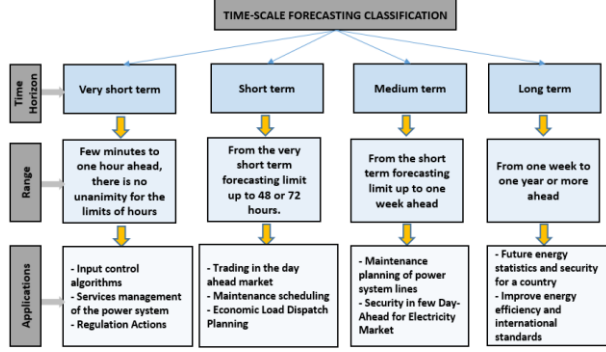 TIME-SCALE FORECASTING CLASSIFICATION
Time
Horizon
Very short term
Short term
Medium term
Long term
Range
Few minutes to
one hour ahead,
there is no
unanimity for the
limits of hours
From the very
short term
forecasting limit
up to 48 or 72
hours.
From the short
term forecasting
limit up to one
week ahead
From one week to
one year or more
ahead
Applications
- Input control
algorithms
- Services management
of the power system
- Regulation Actions
- Trading in the day
ahead market
- Maintenance scheduling
- Economic Load Dispatch
Planning
- Maintenance
planning of power
system lines
- Security in few Day-
Ahead for Electricity
Market
- Future energy
statistics and security
for a country
- Improve energy
efficiency and
international
standards